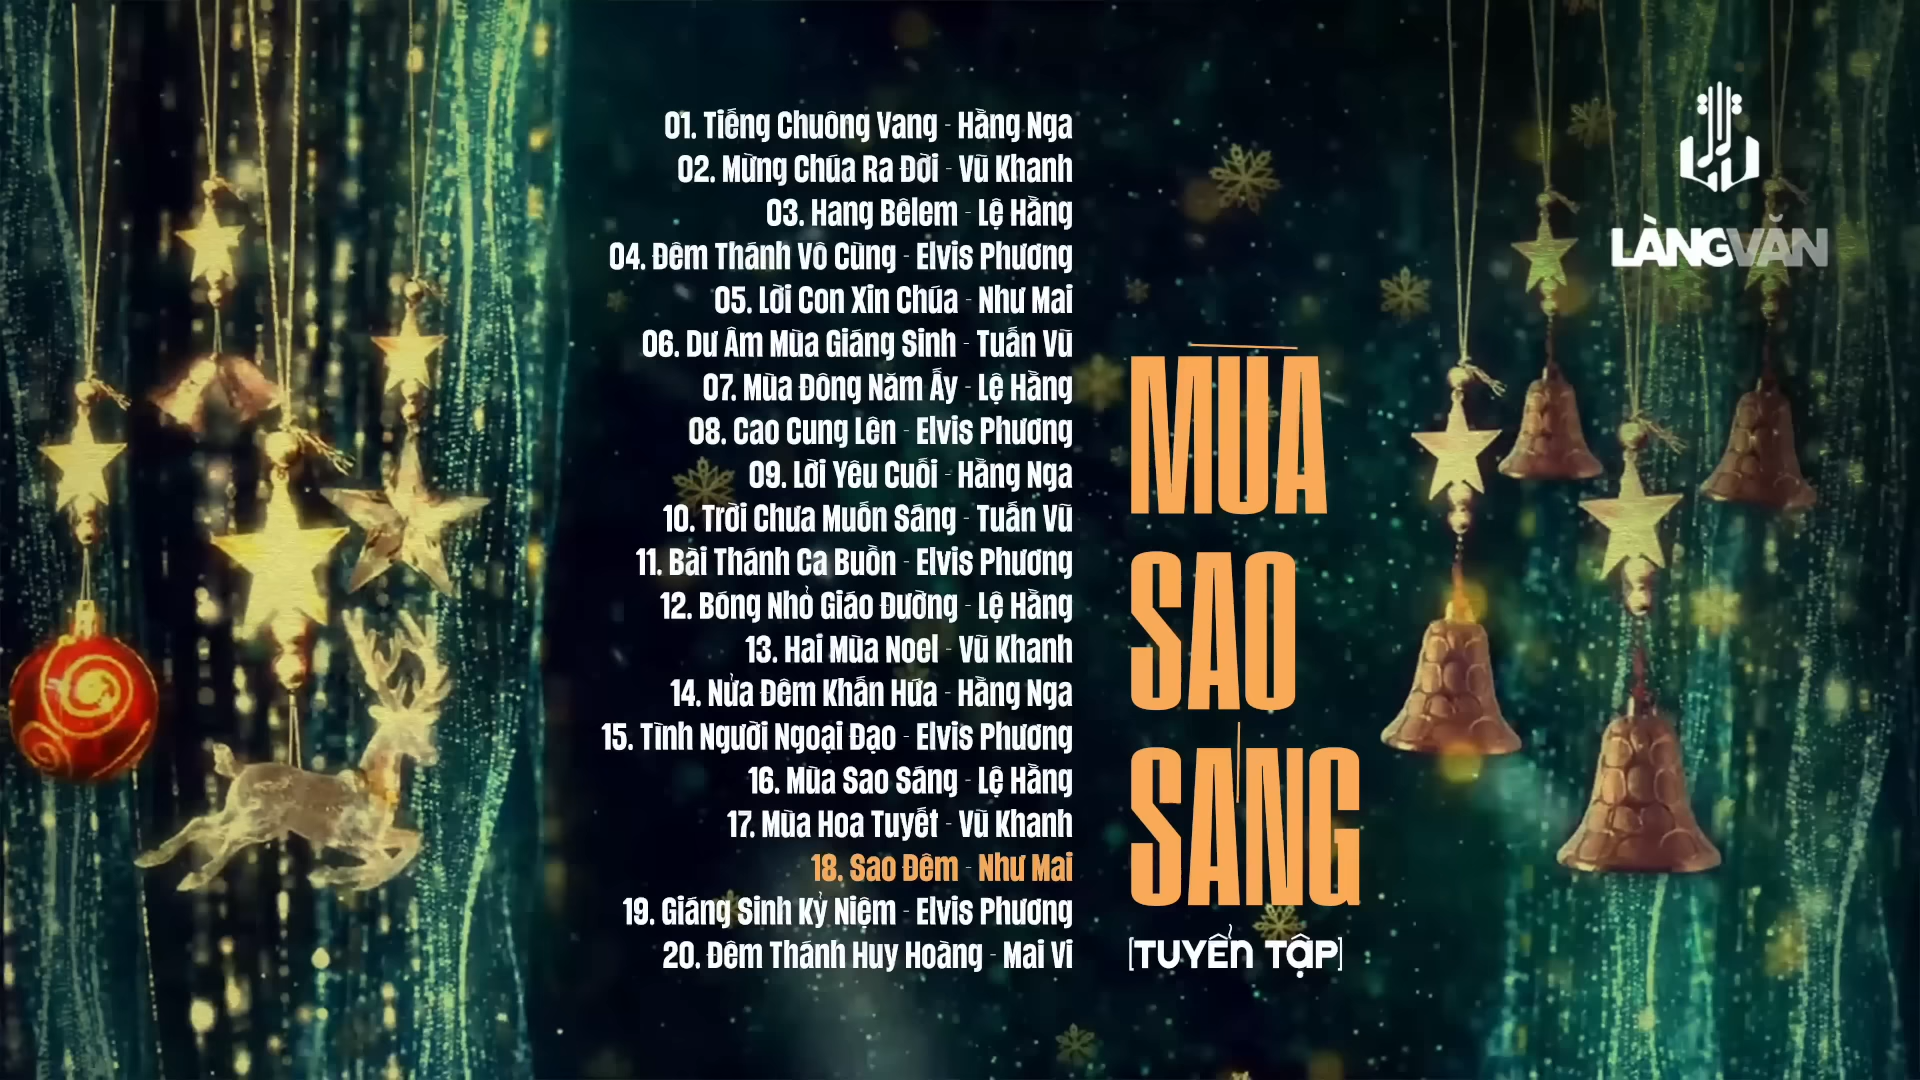 01. Tiếng Chuông Vang - Hằng Nga
02. Mừng Chúa Ra Đời - Vũ Khanh
03. Hang Bêlem - Lệ Hằng
04. Đêm Thánh Vô Cùng - Elvis Phương
05. Lời Con Xin Chúa - Như Mai
06. Dư Âm Mùa Giáng Sinh - Tuấn Vũ
07. Mùa Đông Năm Ấy - Lệ Hằng
08. Cao Cung Lên - Elvis Phương
09. Lời Yêu Cuối - Hằng Nga
10. Trời Chưa Muốn Sáng - Tuấn Vũ
11. Bài Thánh Ca Buồn - Elvis Phương
12. Bóng Nhỏ Giáo Đường - Lệ Hằng
13. Hai Mùa Noel - Vũ Khanh
14. Nửa Đêm Khấn Hứa - Hằng Nga
15. Tình Người Ngoại Đạo - Elvis Phương
16. Mùa Sao Sáng - Lệ Hằng
17. Mùa Hoa Tuyết - Vũ Khanh
18. Sao Đêm - Như Mai
19. Giáng Sinh Kỷ Niệm - Elvis Phương
20. Đêm Thánh Huy Hoàng - Mai Vi
MÙA
SAO
SÁNG
[TUYỂN TẬP]
LÀNG VĂN